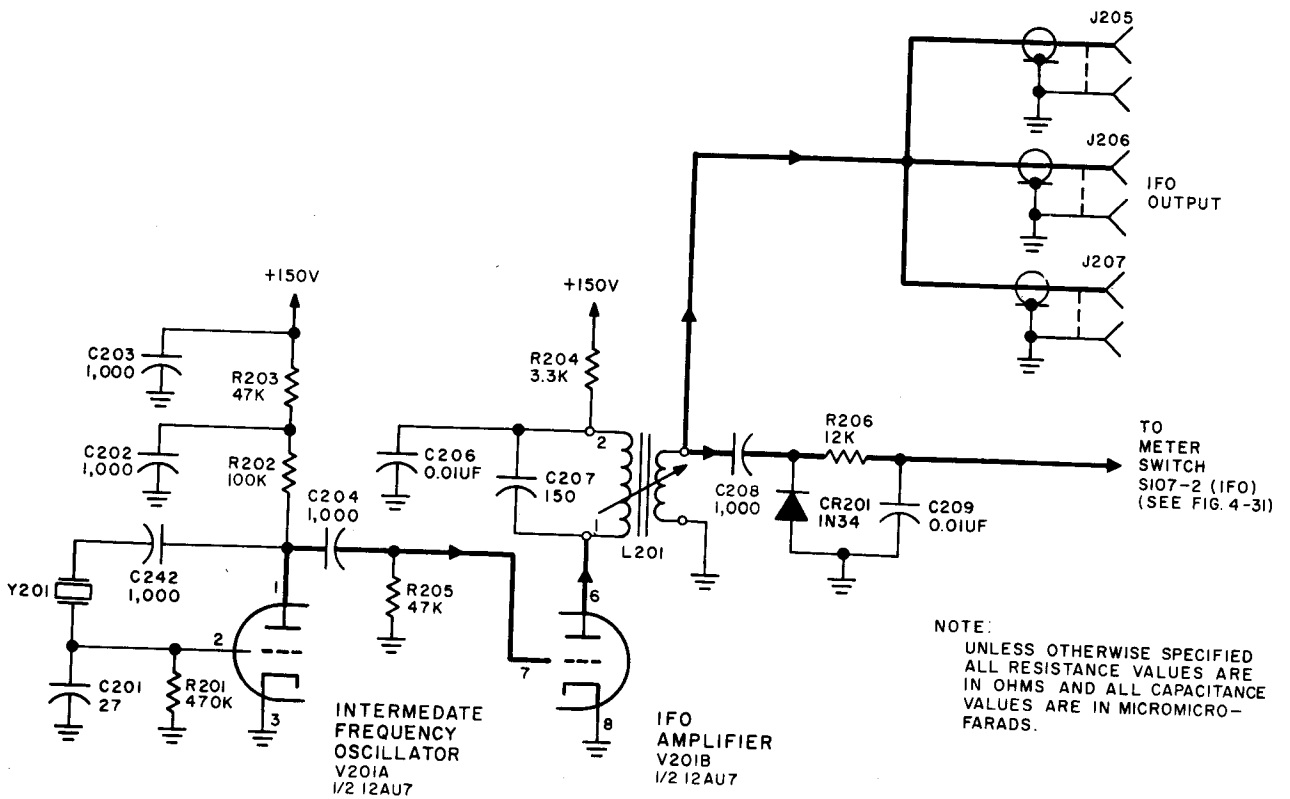 J205
J206
IFO
OUTPUT
J207
+150V
+150V
C203
1,000
R203
47K
R204
3.3K
C202
1,000
R202
100K
C204
1,000
C206
0.01UF
C207
150
2
1
L201
R206
12K
C208
1,000
CR201
1N34
C209
0.01UF
TO
METER
SWITCH
S107-2 (IFO)
(SEE FIG. 4-31)
Y201
C242
1,000
1
2
3
R205
47K
6
7
8
C201
27
R201
470K
INTERMEDATE
FREQUENCY
OSCILLATOR
V201A
1/2 12AU7
IFO
AMPLIFIER
V201B
1/2 12AU7
NOTE:
UNLESS OTHERWISE SPECIFIED
ALL RESISTANCE VALUES ARE
IN OHMS AND ALL CAPACITANCE
VALUES ARE IN MICROMICRO-
FARADS.